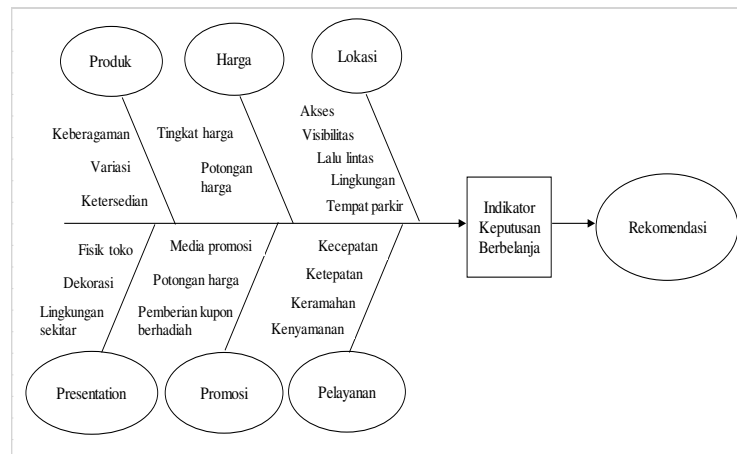 Produk
Harga
Lokasi
Keberagaman
Variasi
Ketersedian
Tingkat harga
Potongan
harga
Akses
Visibilitas
Lalu lintas
Lingkungan
Tempat parkir
Indikator
Keputusan
Berbelanja
Rekomendasi
Fisik toko
Dekorasi
Lingkungan
sekitar
Media promosi
Potongan harga
Pemberian kupon
berhadiah
Kecepatan
Ketepatan
Keramahan
Kenyamanan
Presentation
Promosi
Pelayanan